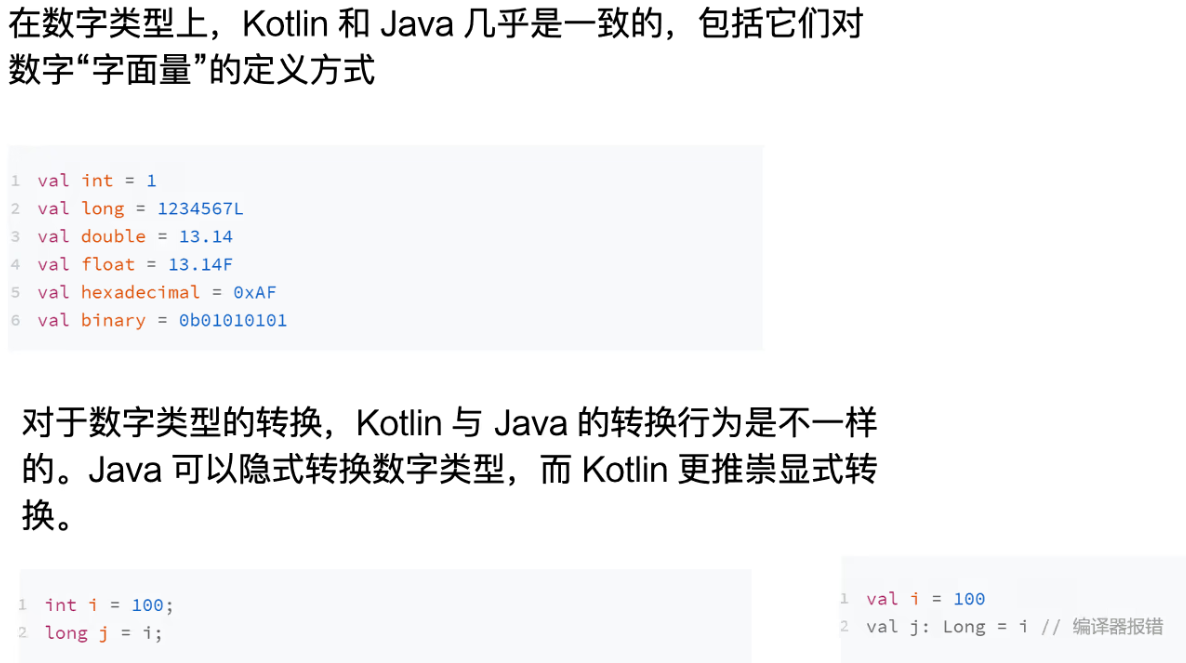 在数字类型上，Kotlin 和 Java 几乎是一致的，包括它们对
数字“字面量”的定义方式
1 val int = 1
2 val long = 1234567L
3 val double = 13.14
4 val float = 13.14F
5 val hexadecimal = 0xAF
6 val binary = 0b01010101
对于数字类型的转换，Kotlin 与 Java 的转换行为是不一样
的。Java 可以隐式转换数字类型，而 Kotlin 更推崇显式转
换。
1 int i = 100;
2 long j = i;
1 val i = 100
2 val j: Long = i // 编译器报错